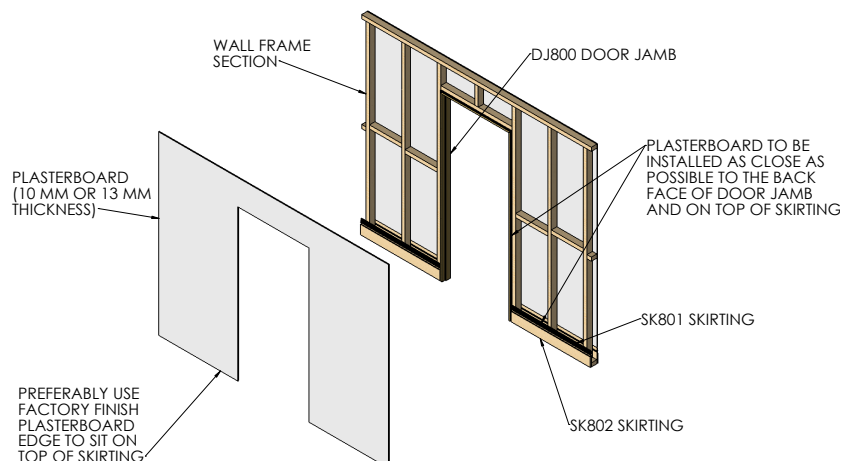 WALL FRAME
SECTION
DJ800 DOOR JAMB
PLASTERBOARD TO BE
INSTALLED AS CLOSE AS
POSSIBLE TO THE BACK
FACE OF DOOR JAMB
AND ON TOP OF SKIRTING
PLASTERBOARD
(10 MM OR 13 MM
THICKNESS)
SK801 SKIRTING
SK802 SKIRTING
PREFERABLY USE
FACTORY FINISH
PLASTERBOARD
EDGE TO SIT ON
TOP OF SKIRTING